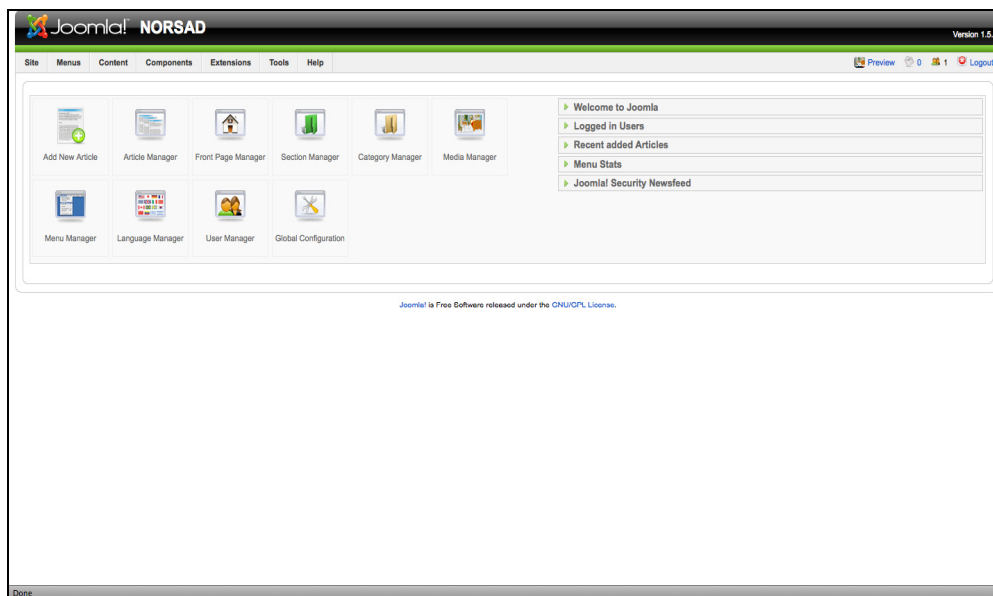 Joomla! NORSAD
Version 1.5.
Site Menus Content Components Extensions Tools Help
Preview 0 1 Logout
Add New Article Article Manager Front Page Manager Section Manager Category Manager Media Manager
Menu Manager Language Manager User Manager Global Configuration
Welcome to Joomla
Logged in Users
Recent added Articles
Menu Stats
Joomla! Security Newsfeed
Joomla! is Free Software released under the GNU/GPL License.
Done